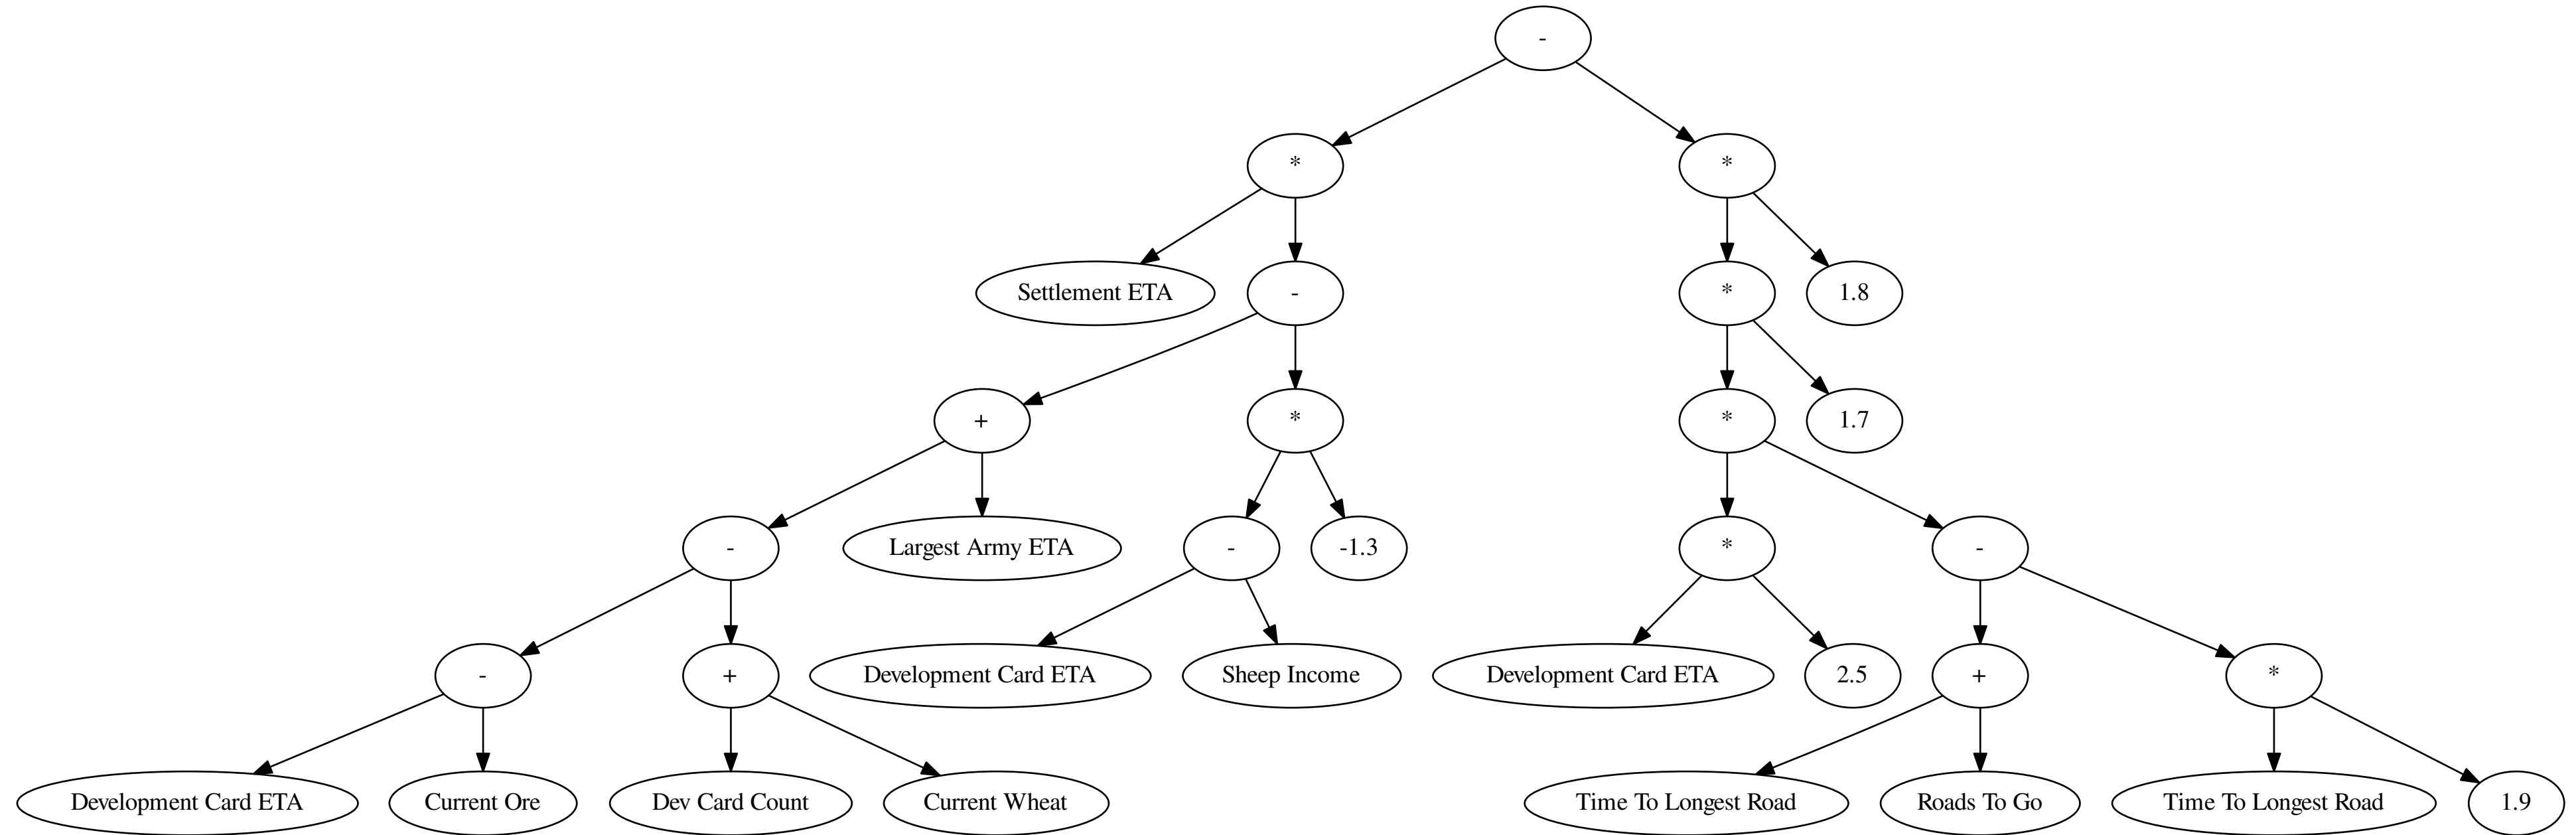 -
*
*
Settlement ETA
-
*
1.8
+
*
*
1.7
-
Largest Army ETA
-
-1.3
*
-
-
+
Development Card ETA
Sheep Income
Development Card ETA
2.5
+
*
Development Card ETA
Current Ore
Dev Card Count
Current Wheat
Time To Longest Road
Roads To Go
Time To Longest Road
1.9